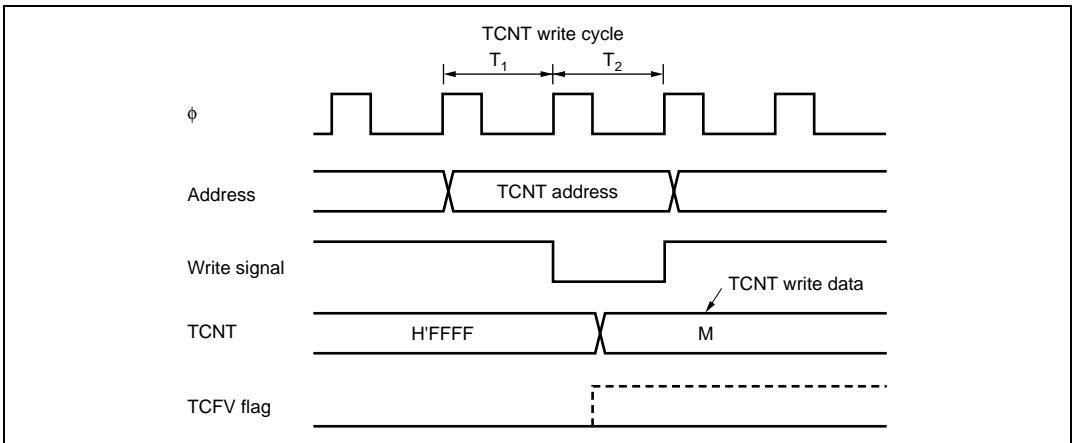 TCNT write cycle
T1 T2
ϕ
Address TCNT address
Write signal
TCNT write data
TCNT H'FFFF M
TCFV flag